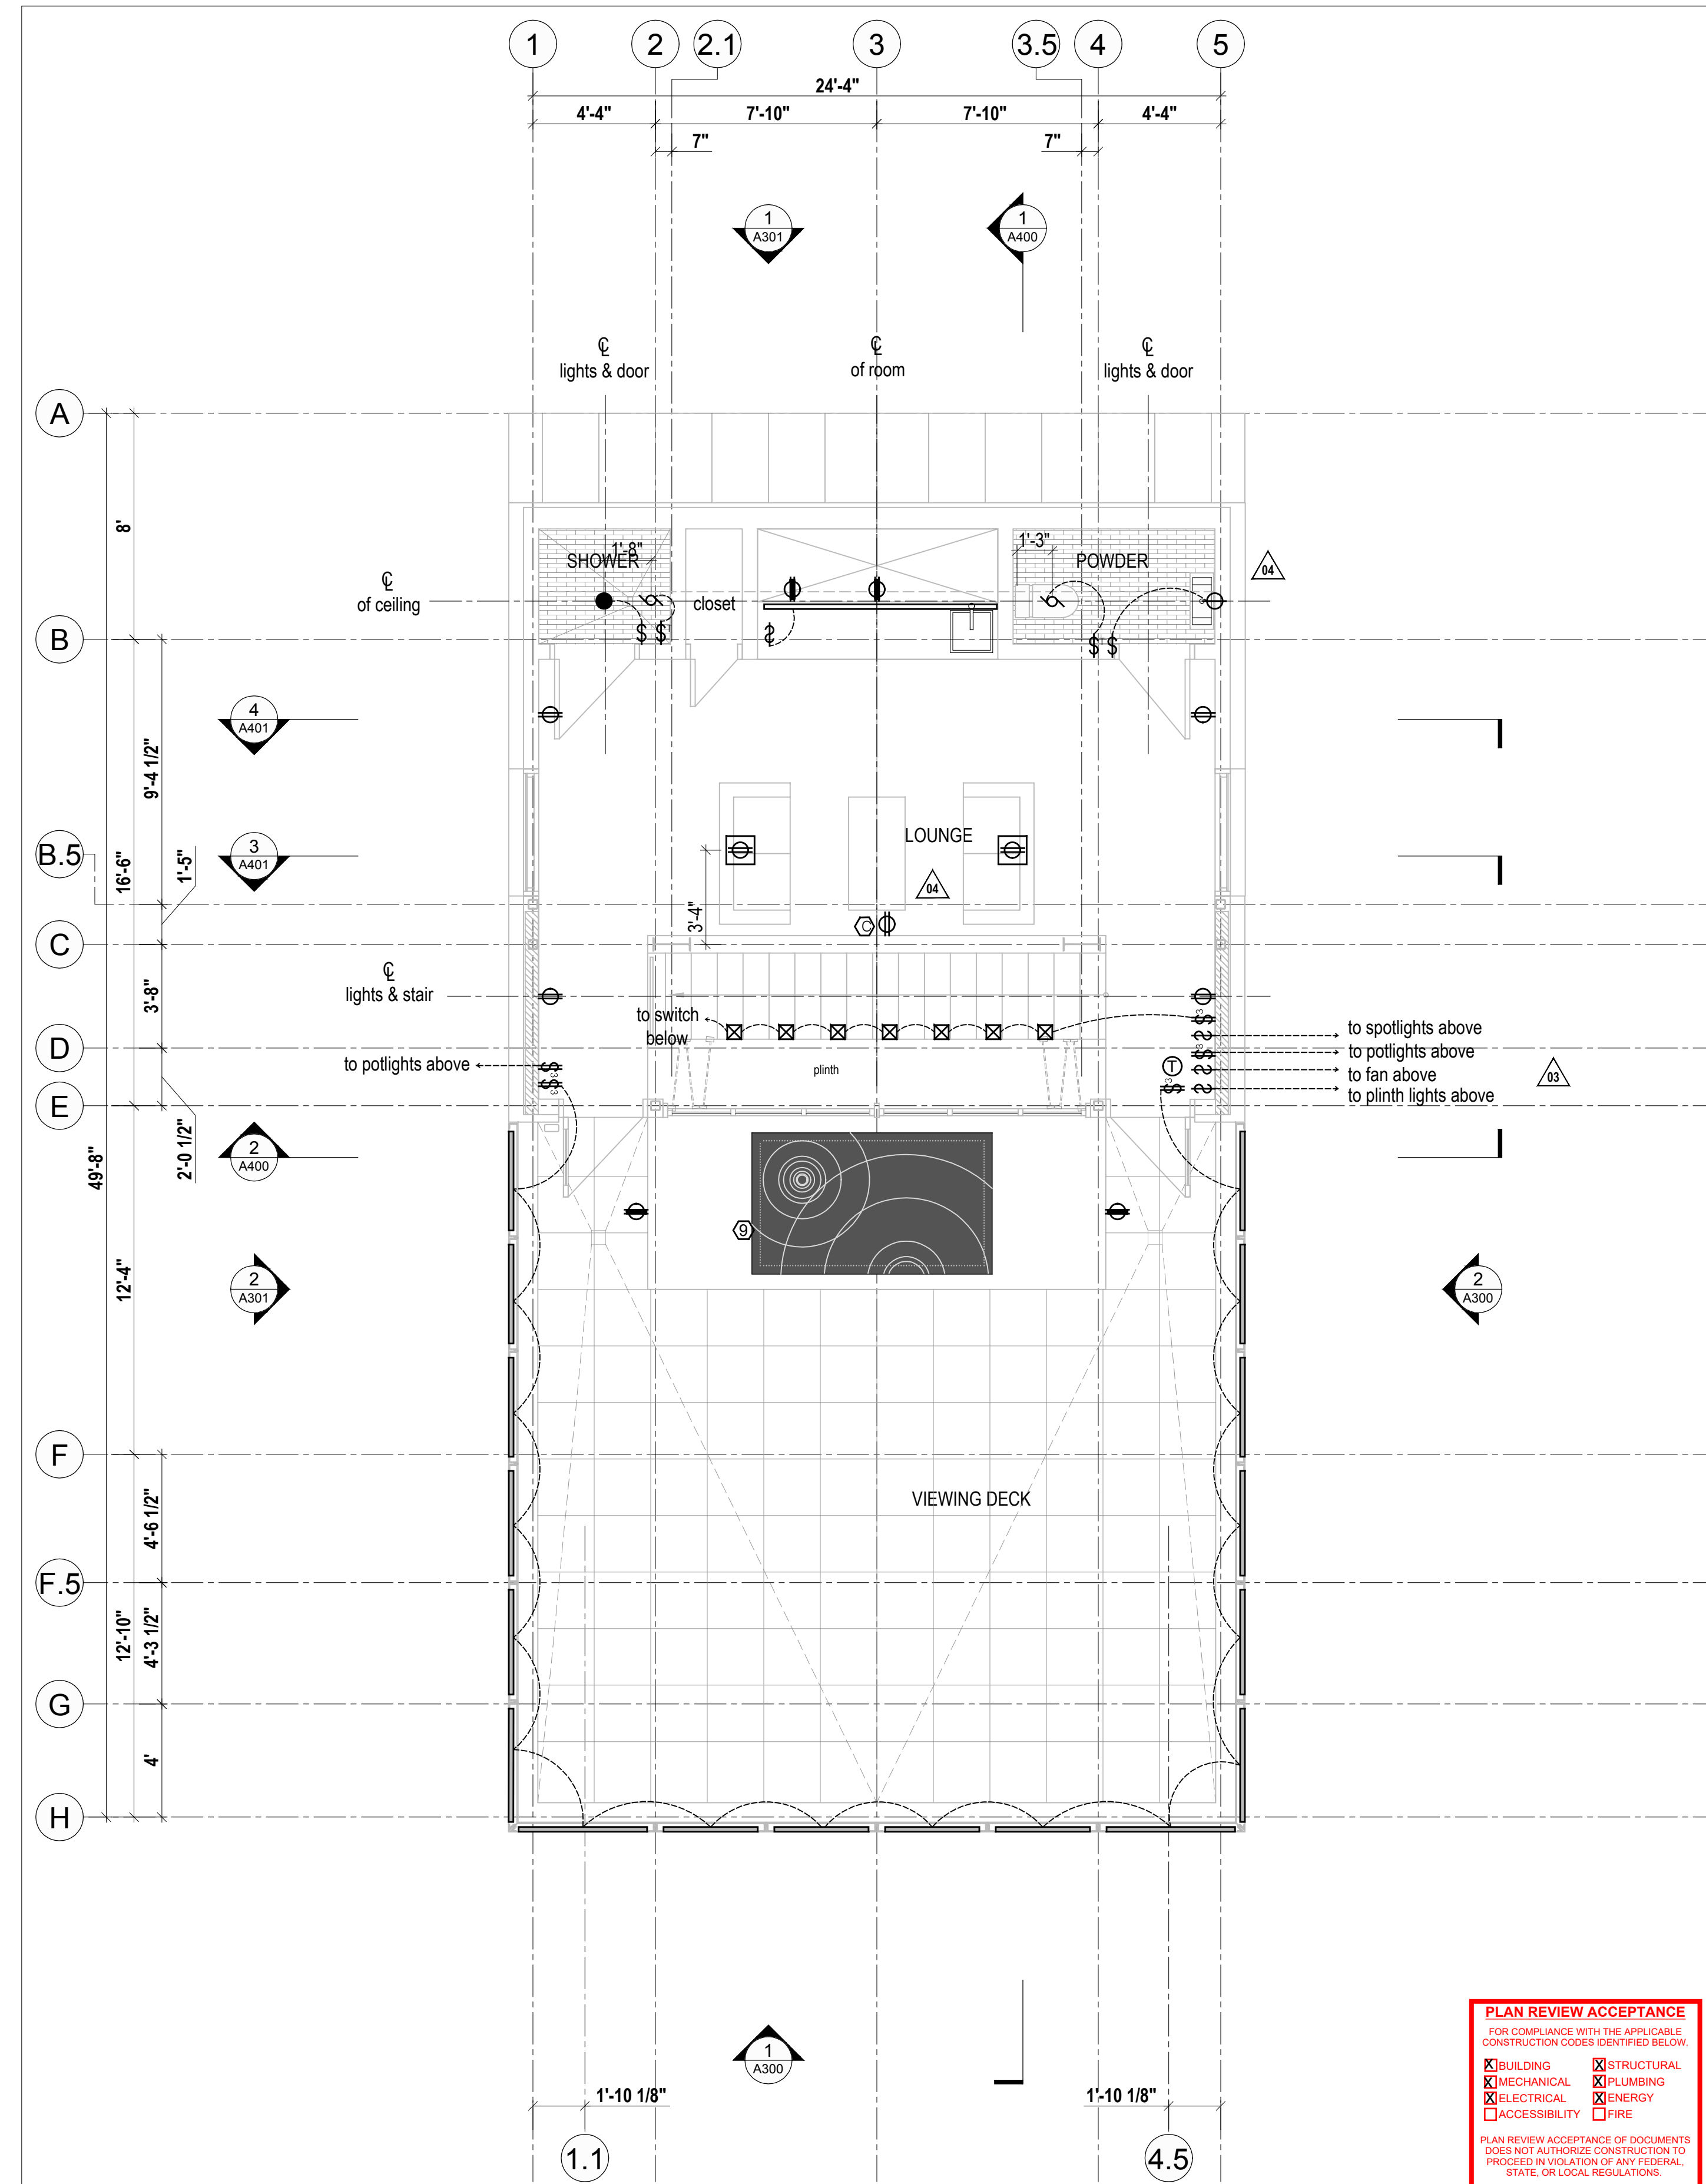 1 2 2.1 3 3.5 4 5
24'-4"
4'-4" 7'-10" 7'-10" 4'-4"
7" 7"
1
A301
1
A400
℄
lights & door
℄
of room
℄
lights & door
A
8'
SHOWER
1'-8"
1'-3"
POWDER
04
℄
of ceiling
closet
$ $
$
$ $
B
4
A401
9'-4 1/2"
B.5
3
A401
16'-6"
1'-5"
LOUNGE
04
3'-4"
C
C
3'-8"
℄
lights & stair
to switch
below
$3
$
to spotlights above
D
to potlights above
$3
$3
plinth
$3
to potlights above
T
$
to fan above
03
$3
$
to plinth lights above
E
2
A400
49'-8"
2'-0 1/2"
9
12'-4"
2
A301
2
A300
F
VIEWING DECK
4'-6 1/2"
F.5
12'-10"
4'-3 1/2"
G
4'
H
1
A300
1'-10 1/8" 1'-10 1/8"
1.1 4.5
PLAN REVIEW ACCEPTANCE
FOR COMPLIANCE WITH THE APPLICABLE
CONSTRUCTION CODES IDENTIFIED BELOW.
X BUILDING X STRUCTURAL
X MECHANICAL X PLUMBING
X ELECTRICAL X ENERGY
ACCESSIBILITY FIRE
PLAN REVIEW ACCEPTANCE OF DOCUMENTS
DOES NOT AUTHORIZE CONSTRUCTION TO
PROCEED IN VIOLATION OF ANY FEDERAL,
STATE, OR LOCAL REGULATIONS.